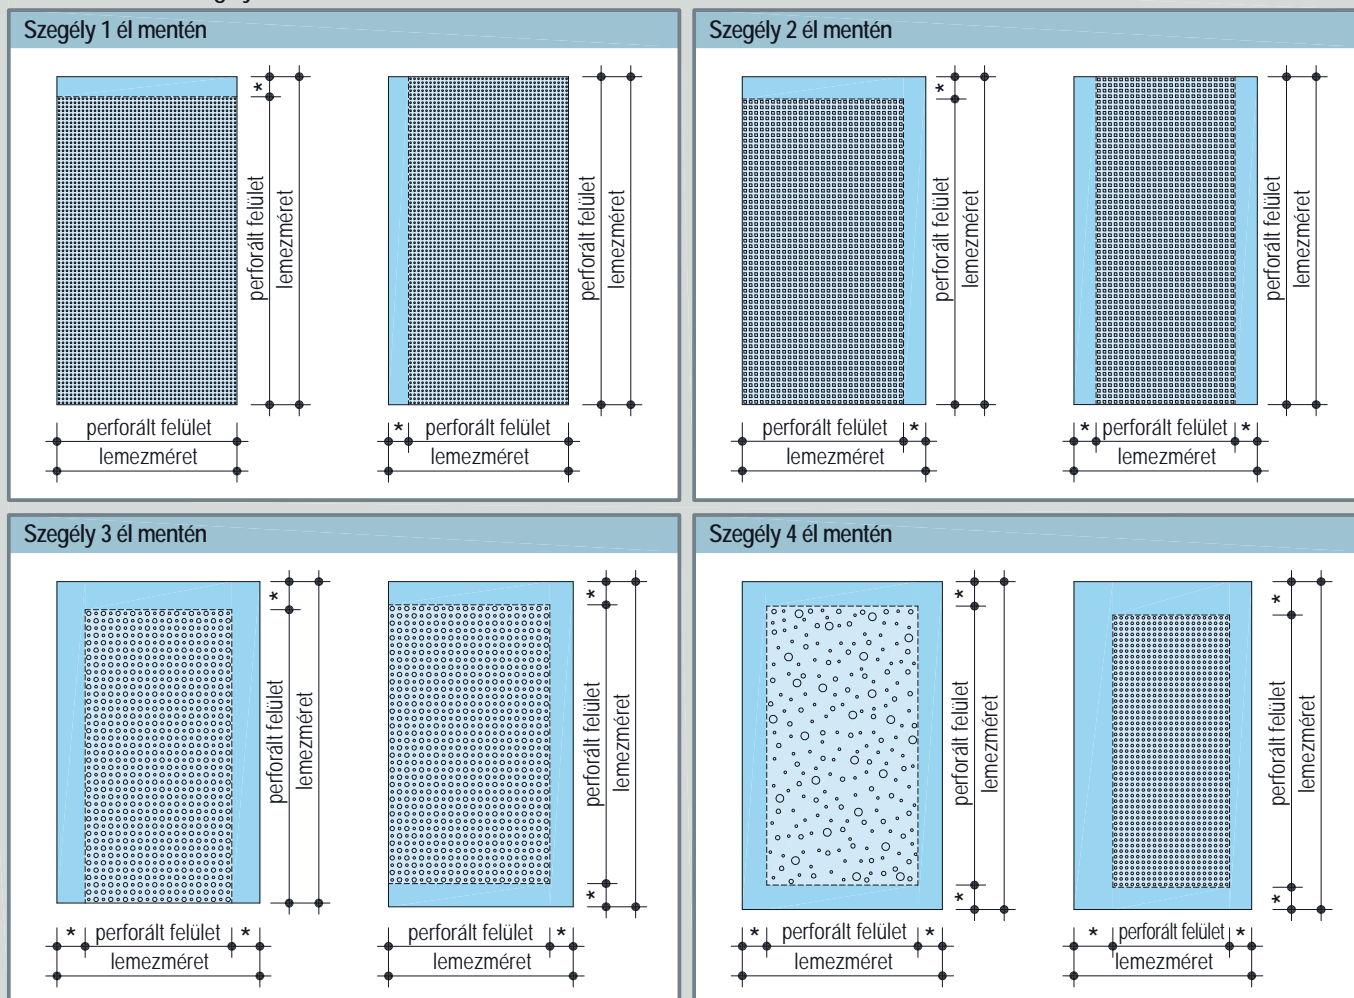 Szegély 1 él mentén
*
perforált felület
lemezméret
perforált felület
lemezméret
perforált felület
lemezméret
* perforált felület
lemezméret
Szegély 2 él mentén
*
perforált felület
lemezméret
perforált felület
lemezméret
perforált felület *
lemezméret
* perforált felület *
lemezméret
Szegély 3 él mentén
*
perforált felület
lemezméret
*
perforált felület
lemezméret
*
* perforált felület *
lemezméret
perforált felület *
lemezméret
Szegély 4 él mentén
*
perforált felület
lemezméret
*
*
perforált felület
lemezméret
*
* perforált felület *
lemezméret
* perforált felület *
lemezméret